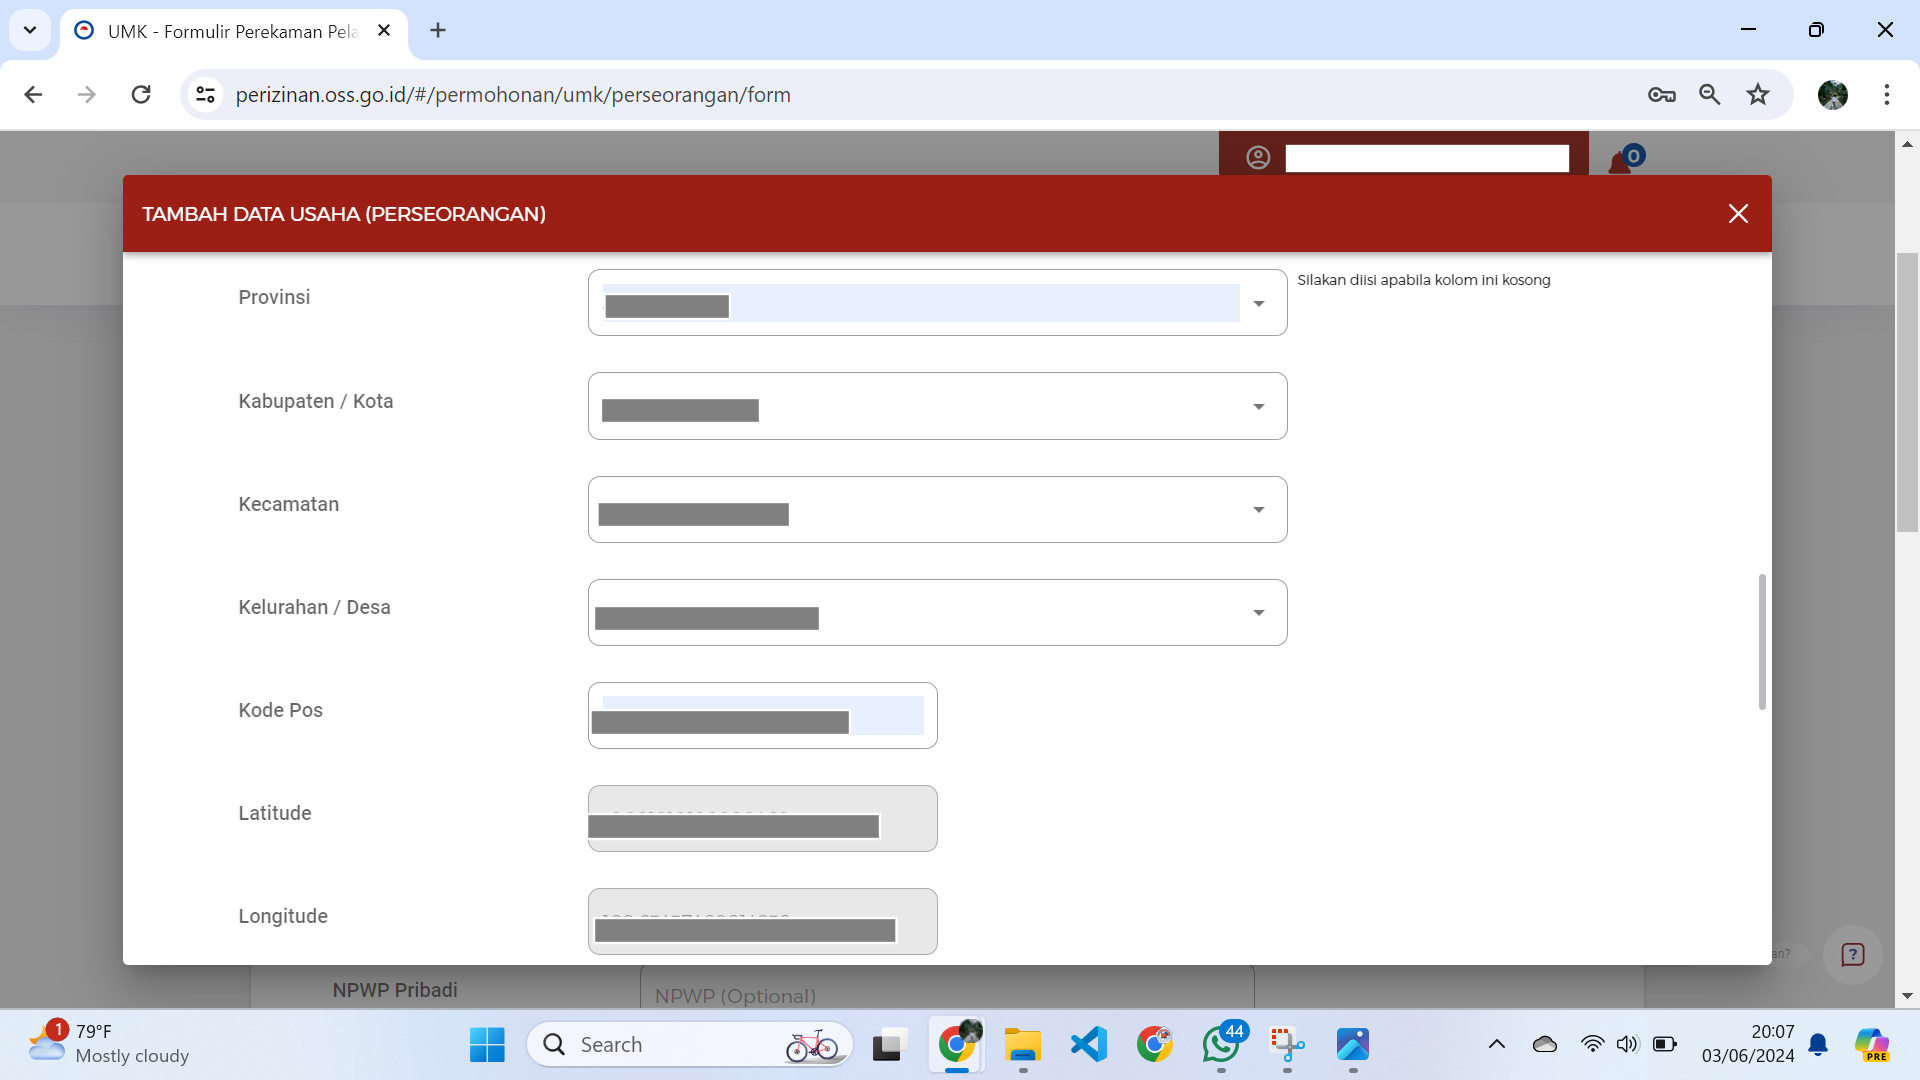 UMK - Formulir Perekaman Pela
perizinan.oss.go.id/#/permohonan/umk/perseorangan/form
0
TAMBAH DATA USAHA (PERSEORANGAN)
Provinsi
Silakan diisi apabila kolom ini kosong
Kabupaten / Kota
Kecamatan
Kelurahan / Desa
Kode Pos
Latitude
Longitude
an?
?
NPWP Pribadi
NPWP (Optional)
1
79°F
Mostly cloudy
Search
44
20:07
03/06/2024
PRE